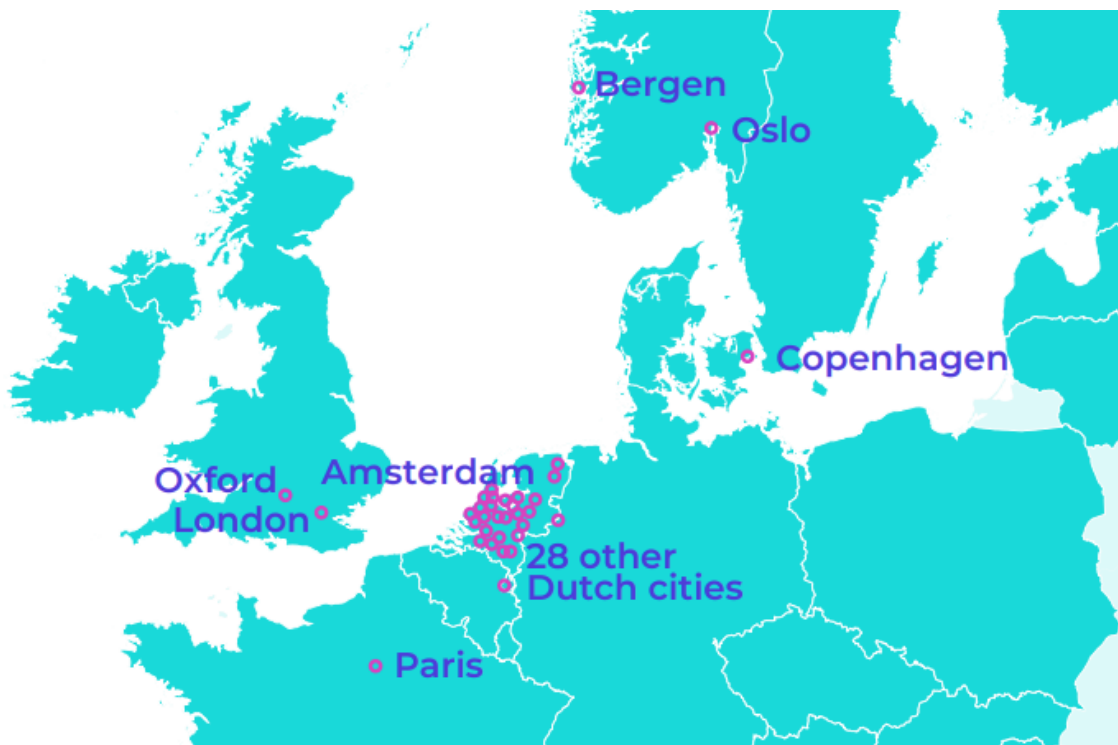 Bergen
Oslo
Copenhagen
Amsterdam
Oxford
London
28 other
Dutch cities
Paris